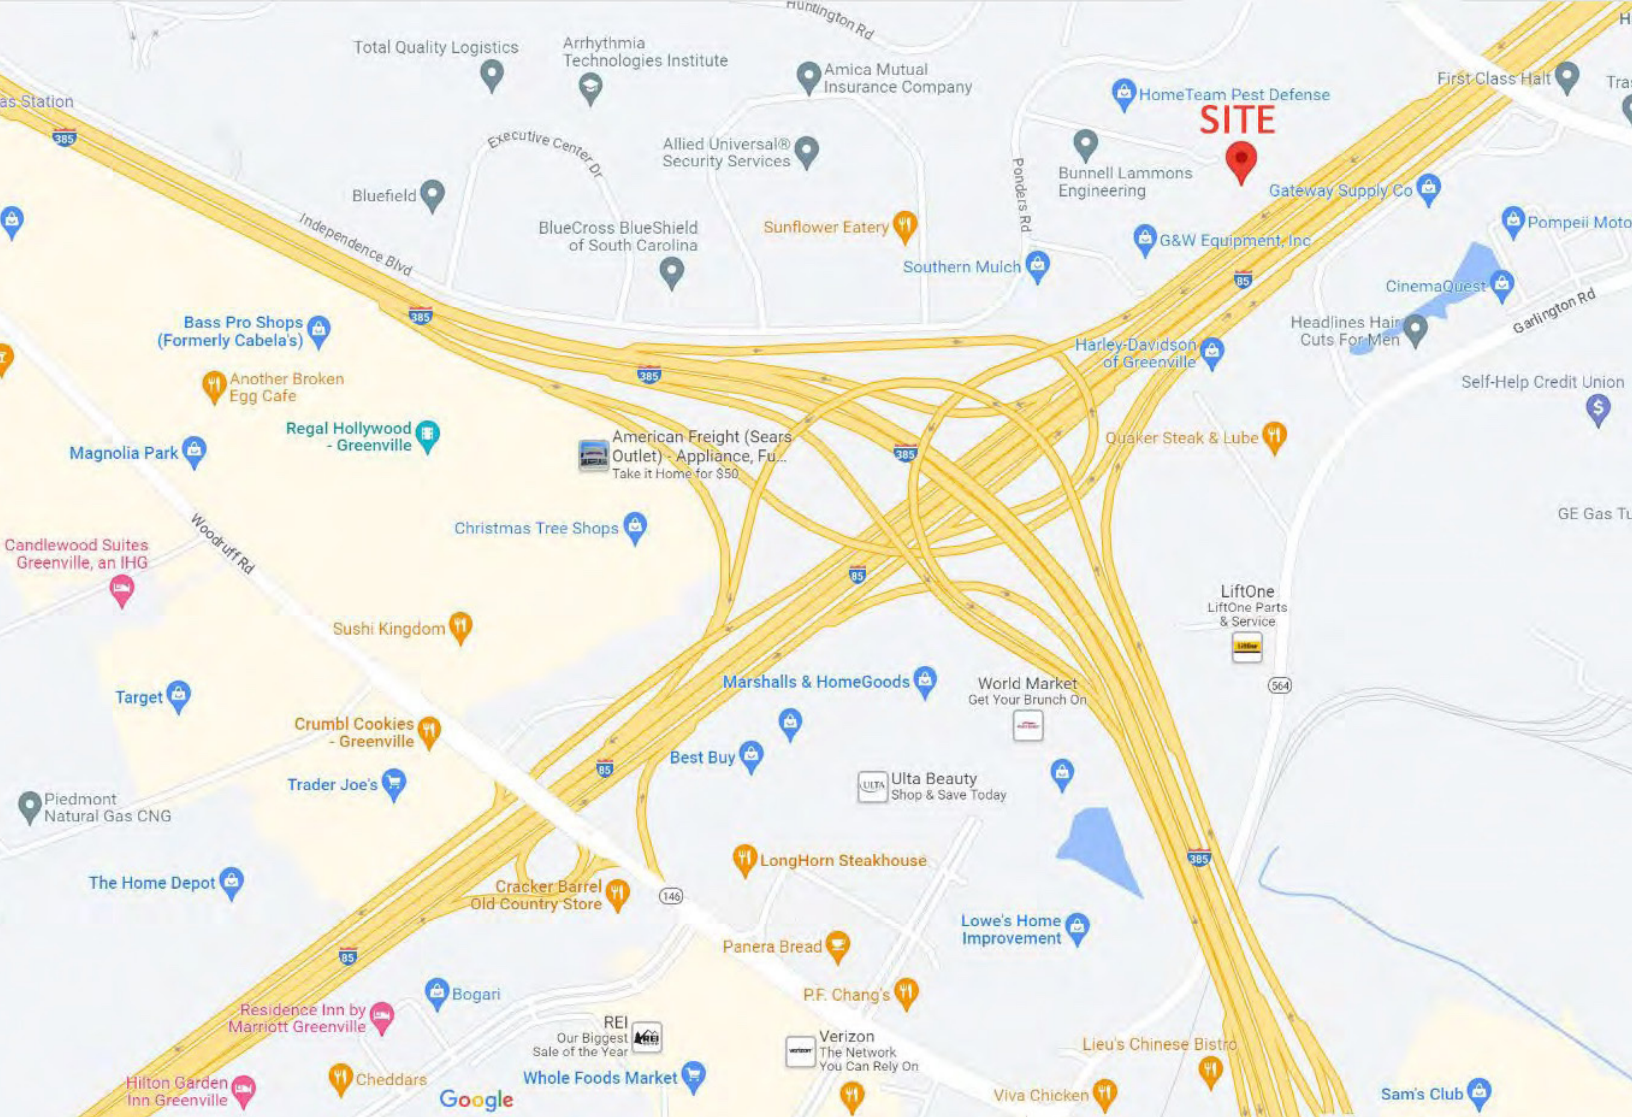 Huntington Rd
Total Quality Logistics
Arrhythmia
Technologies Institute
Amica Mutual
Insurance Company
HomeTeam Pest Defense
First Class Halt
as Station
385
SITE
Executive Center Dr
Allied Universal®
Security Services
Ponders Rd
Bunnell Lammons
Engineering
Gateway Supply Co
Bluefield
Independence Blvd
BlueCross BlueShield
of South Carolina
Sunflower Eatery
Southern Mulch
G&W Equipment, Inc
Pompeii Moto
85
CinemaQuest
Garlington Rd
385
Bass Pro Shops
(Formerly Cabela's)
Headlines Hair
Cuts For Men
Harley-Davidson
of Greenville
385
Another Broken
Egg Cafe
Self-Help Credit Union
$
Regal Hollywood
- Greenville
Magnolia Park
American Freight (Sears
Outlet) - Appliance, Fu...
Take it Home for $50
385
Quaker Steak & Lube
Christmas Tree Shops
GE Gas Tu
Woodruff Rd
Candlewood Suites
Greenville, an IHG
85
LiftOne
LiftOne Parts
& Service
LiftOne
Sushi Kingdom
Target
Marshalls & HomeGoods
World Market
Get Your Brunch On
564
Crumbl Cookies
- Greenville
Best Buy
85
Trader Joe's
ULTA
Ulta Beauty
Shop & Save Today
Piedmont
Natural Gas CNG
385
LongHorn Steakhouse
The Home Depot
Cracker Barrel
Old Country Store
146
Lowe's Home
Improvement
Panera Bread
85
Bogari
P.F. Chang's
Residence Inn by
Marriott Greenville
REI
Our Biggest
Sale of the Year
REI
verizon
Verizon
The Network
You Can Rely On
Lieu's Chinese Bistro
Cheddars
Whole Foods Market
Hilton Garden
Inn Greenville
Google
Viva Chicken
Sam's Club